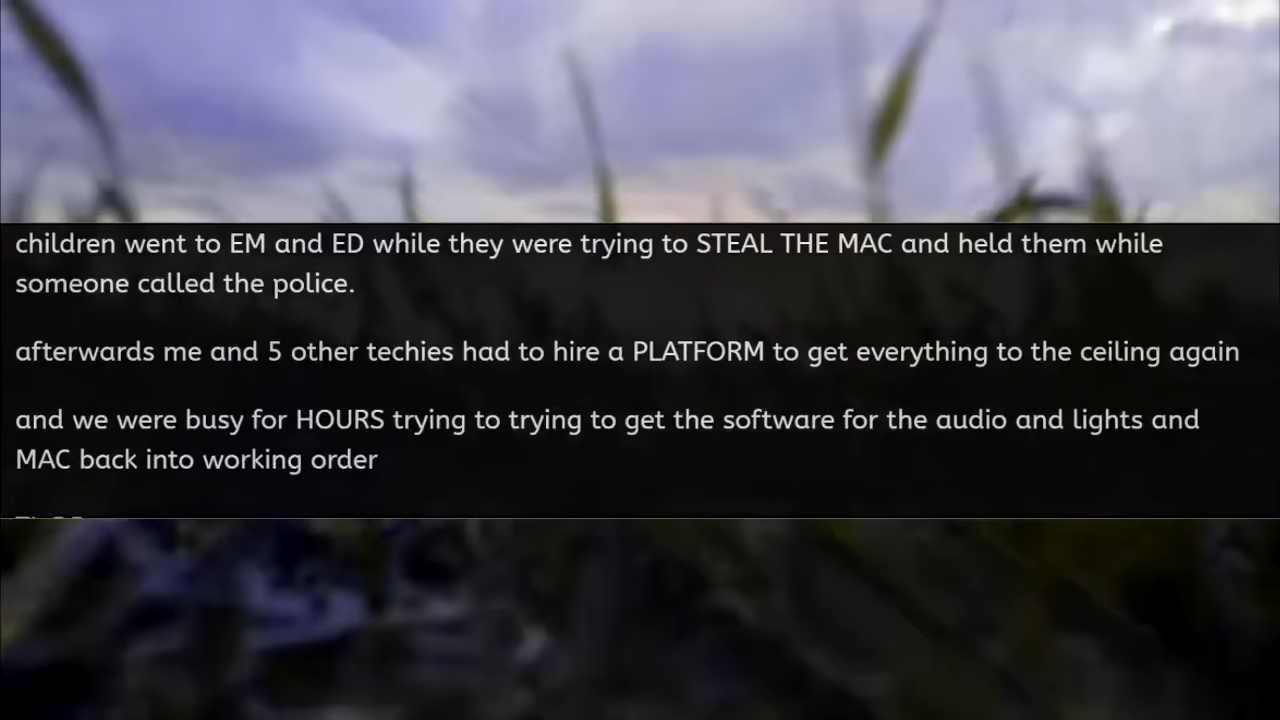 children went to EM and ED while they were trying to STEAL THE MAC and held them while
someone called the police.
afterwards me and 5 other techies had to hire a PLATFORM to get everything to the ceiling again
and we were busy for HOURS trying to trying to get the software for the audio and lights and
MAC back into working order